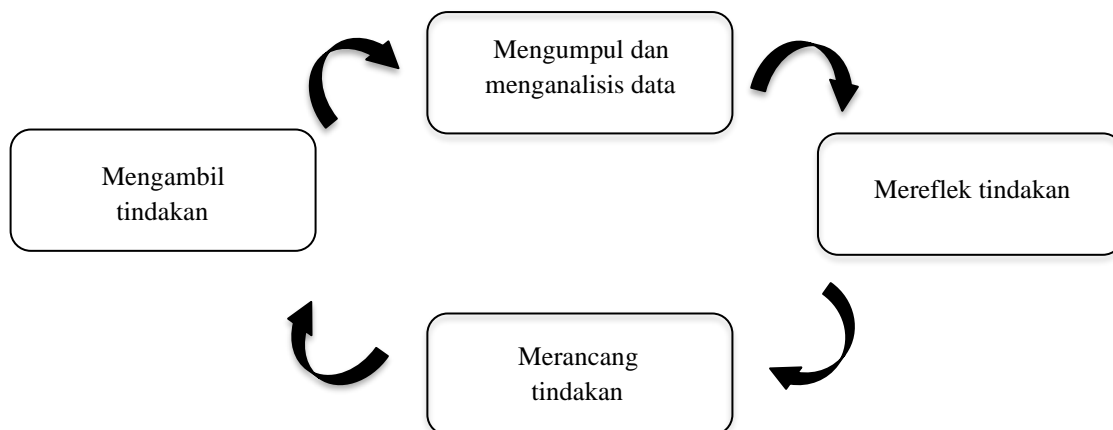 Mengumpul dan
menganalisis data
Mengambil
tindakan
Mereflek tindakan
Merancang
tindakan